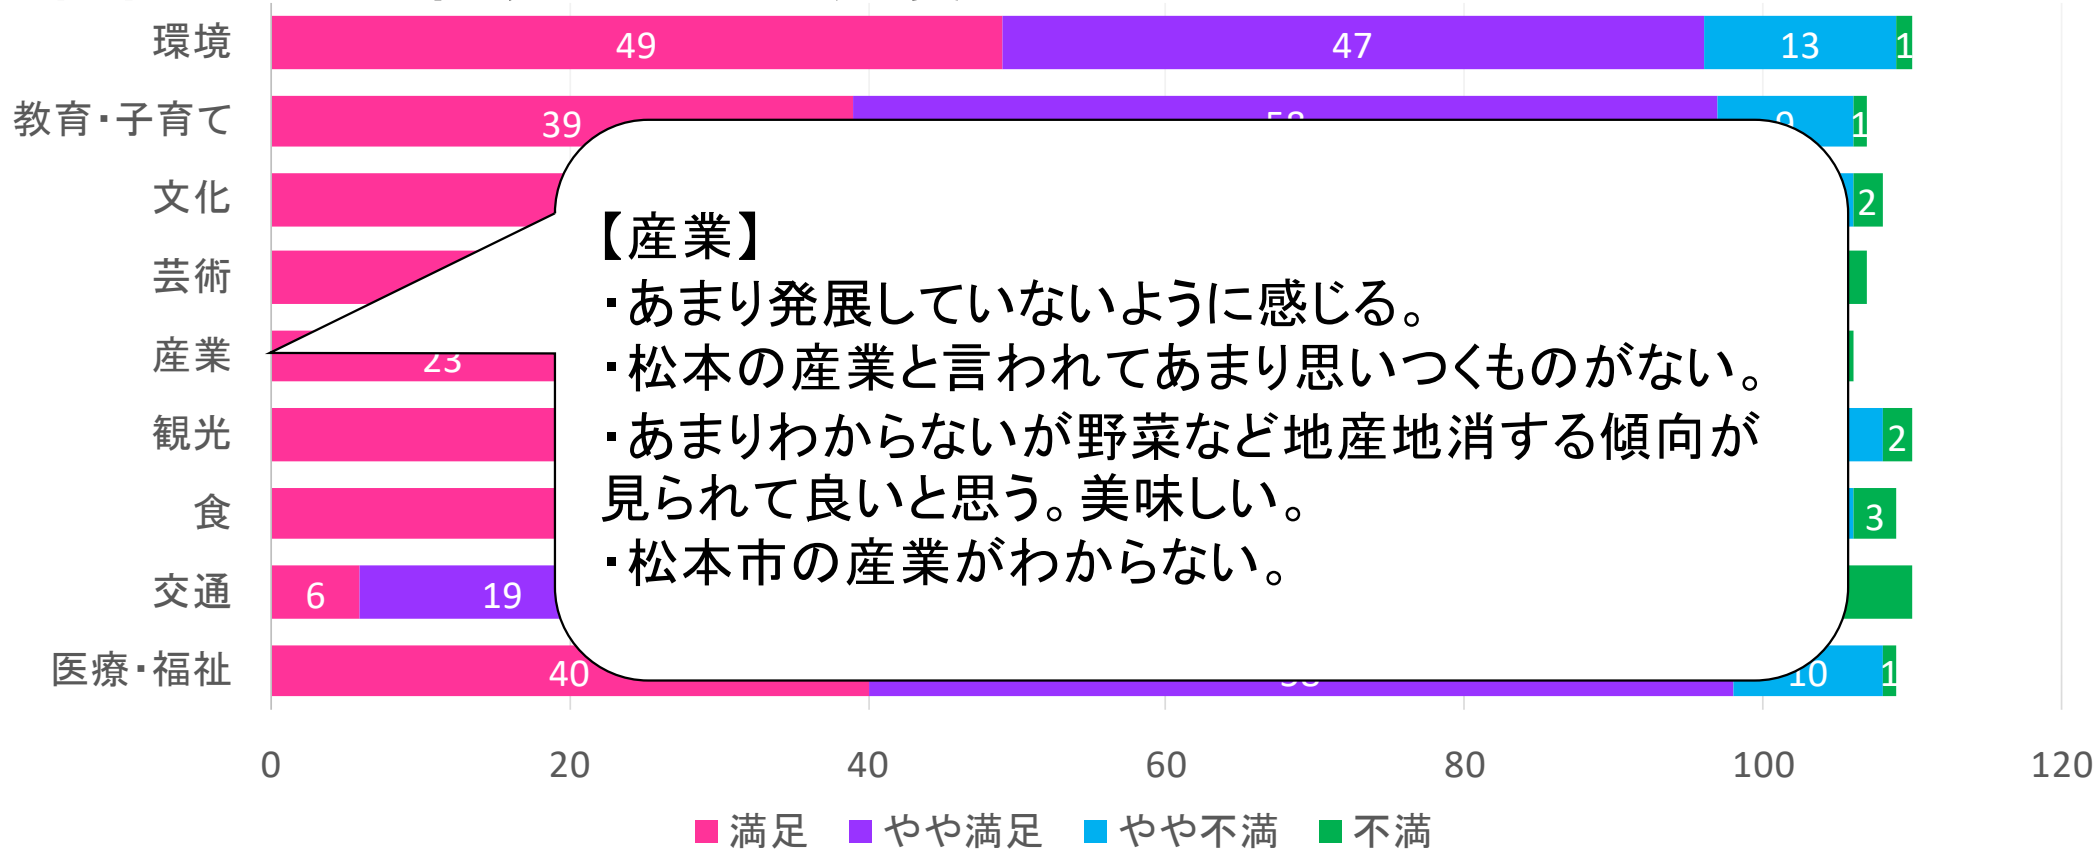 環境
49
47
13
1
教育・子育て
39
58
9
1
文化
2
芸術
産業
23
観光
2
食
3
交通
6
19
医療・福祉
40
10
1
【産業】
・あまり発展していないように感じる。
・松本の産業と言われてあまり思いつくものがない。
・あまりわからないが野菜など地産地消する傾向が
見られて良いと思う。美味しい。
・松本市の産業がわからない。
0
20
40
60
80
100
120
満足
やや満足
やや不満
不満